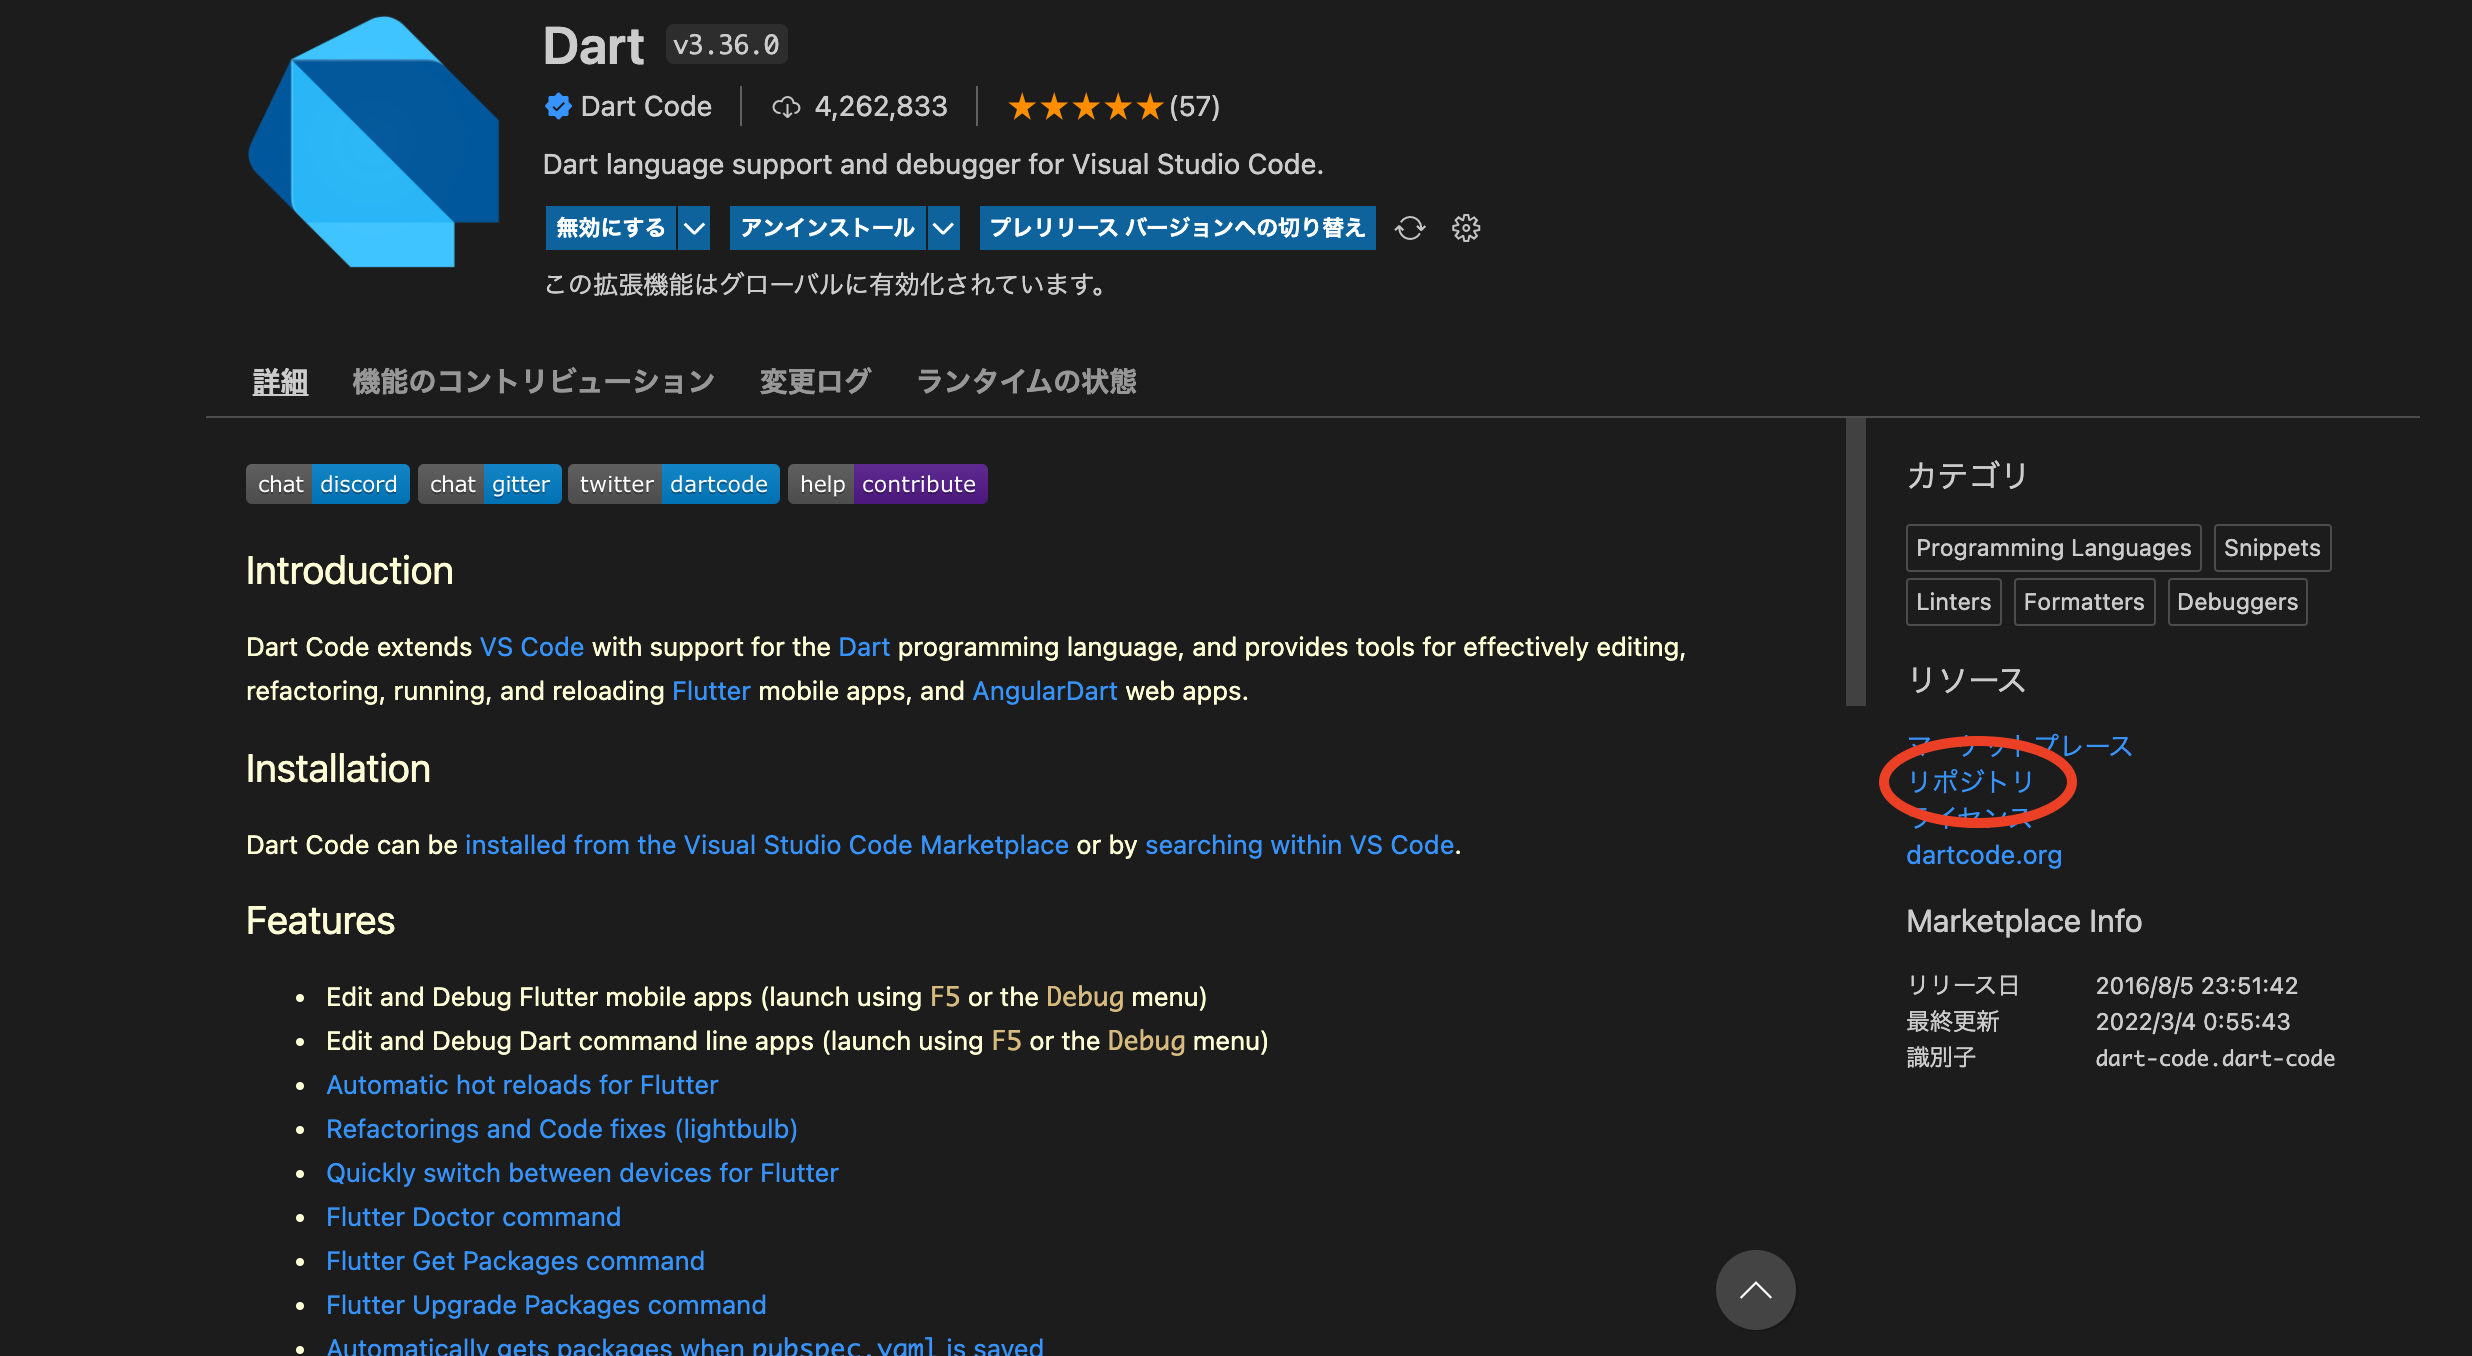 Dart v3.36.0
Dart Code 4,262,833 (57)
Dart language support and debugger for Visual Studio Code.
無効にする アンインストール プレリリース バージョンへの切り替え
この拡張機能はグローバルに有効化されています。
詳細 機能のコントリビューション 変更ログ ランタイムの状態
chat discord chat gitter twitter dartcode help contribute
Introduction
Dart Code extends VS Code with support for the Dart programming language, and provides tools for effectively editing,
refactoring, running, and reloading Flutter mobile apps, and AngularDart web apps.
Installation
Dart Code can be installed from the Visual Studio Code Marketplace or by searching within VS Code.
Features
Edit and Debug Flutter mobile apps (launch using F5 or the Debug menu)
Edit and Debug Dart command line apps (launch using F5 or the Debug menu)
Automatic hot reloads for Flutter
Refactorings and Code fixes (lightbulb)
Quickly switch between devices for Flutter
Flutter Doctor command
Flutter Get Packages command
Flutter Upgrade Packages command
Automatically gets packages when pubspec.yaml is saved
カテゴリ
Programming Languages Snippets
Linters Formatters Debuggers
リソース
マーケットプレース
リポジトリ
ライセンス
dartcode.org
Marketplace Info
リリース日 2016/8/5 23:51:42
最終更新 2022/3/4 0:55:43
識別子 dart-code.dart-code